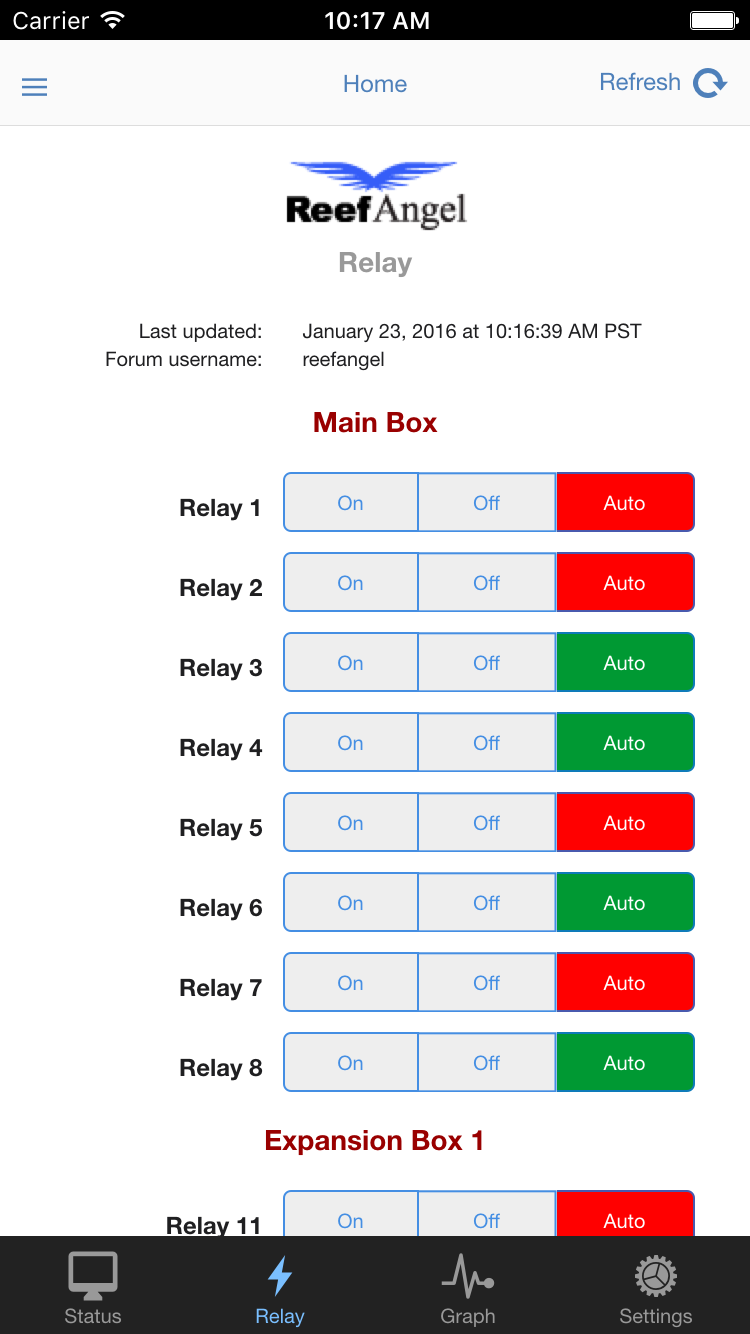 Carrier 10:17 AM
Home Refresh
ReefAngel
Relay
Last updated: January 23, 2016 at 10:16:39 AM PST
Forum username: reefangel
Main Box
Relay 1 On Off Auto
Relay 2 On Off Auto
Relay 3 On Off Auto
Relay 4 On Off Auto
Relay 5 On Off Auto
Relay 6 On Off Auto
Relay 7 On Off Auto
Relay 8 On Off Auto
Expansion Box 1
Relay 11 On Off Auto
Status Relay Graph Settings